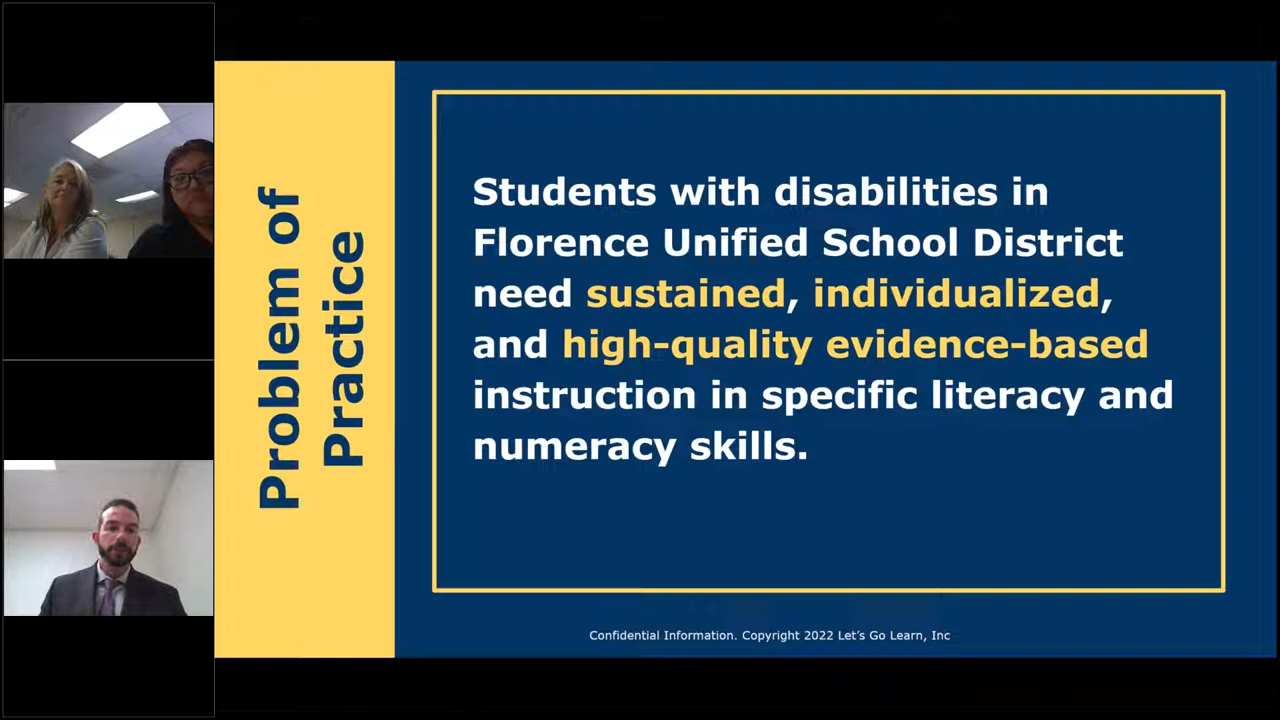 Problem of
Practice
Students with disabilities in
Florence Unified School District
need sustained, individualized,
and high-quality evidence-based
instruction in specific literacy and
numeracy skills.
Confidential Information. Copyright 2022 Let's Go Learn, Inc